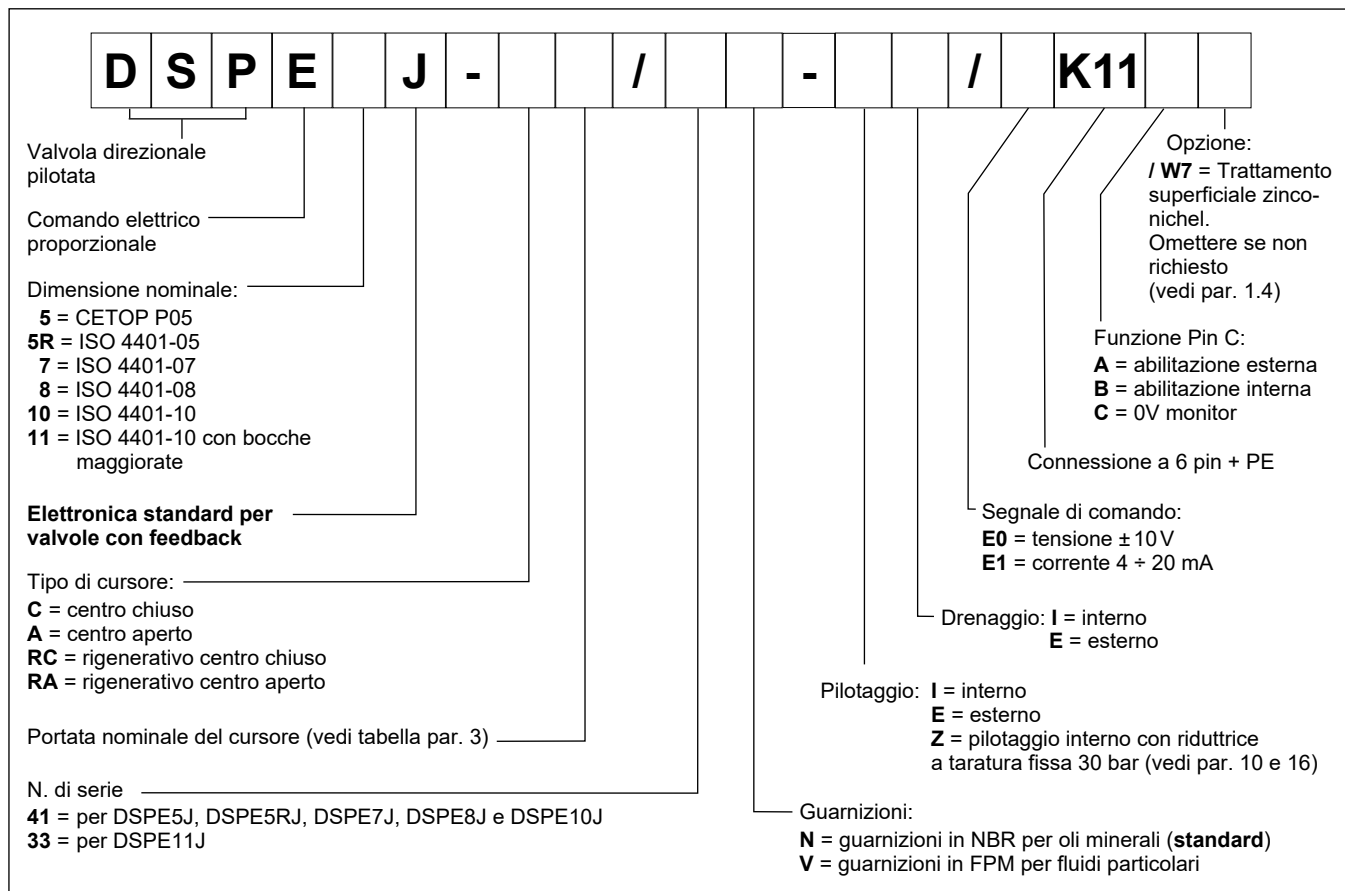 D S P E J - / - / K11
Valvola direzionale
pilotata
Comando elettrico
proporzionale
Dimensione nominale:
5 = CETOP P05
5R = ISO 4401-05
7 = ISO 4401-07
8 = ISO 4401-08
10 = ISO 4401-10
11 = ISO 4401-10 con bocche
maggiorate
Elettronica standard per
valvole con feedback
Tipo di cursore:
C = centro chiuso
A = centro aperto
RC = rigenerativo centro chiuso
RA = rigenerativo centro aperto
Portata nominale del cursore (vedi tabella par. 3)
N. di serie
41 = per DSPE5J, DSPE5RJ, DSPE7J, DSPE8J e DSPE10J
33 = per DSPE11J
Opzione:
/ W7 = Trattamento
superficiale zinco-
nichel.
Omettere se non
richiesto
(vedi par. 1.4)
Funzione Pin C:
A = abilitazione esterna
B = abilitazione interna
C = 0V monitor
Connessione a 6 pin + PE
Segnale di comando:
E0 = tensione ±10V
E1 = corrente 4 ÷ 20 mA
Drenaggio: I = interno
E = esterno
Pilotaggio: I = interno
E = esterno
Z = pilotaggio interno con riduttrice
a taratura fissa 30 bar (vedi par. 10 e 16)
Guarnizioni:
N = guarnizioni in NBR per oli minerali (standard)
V = guarnizioni in FPM per fluidi particolari